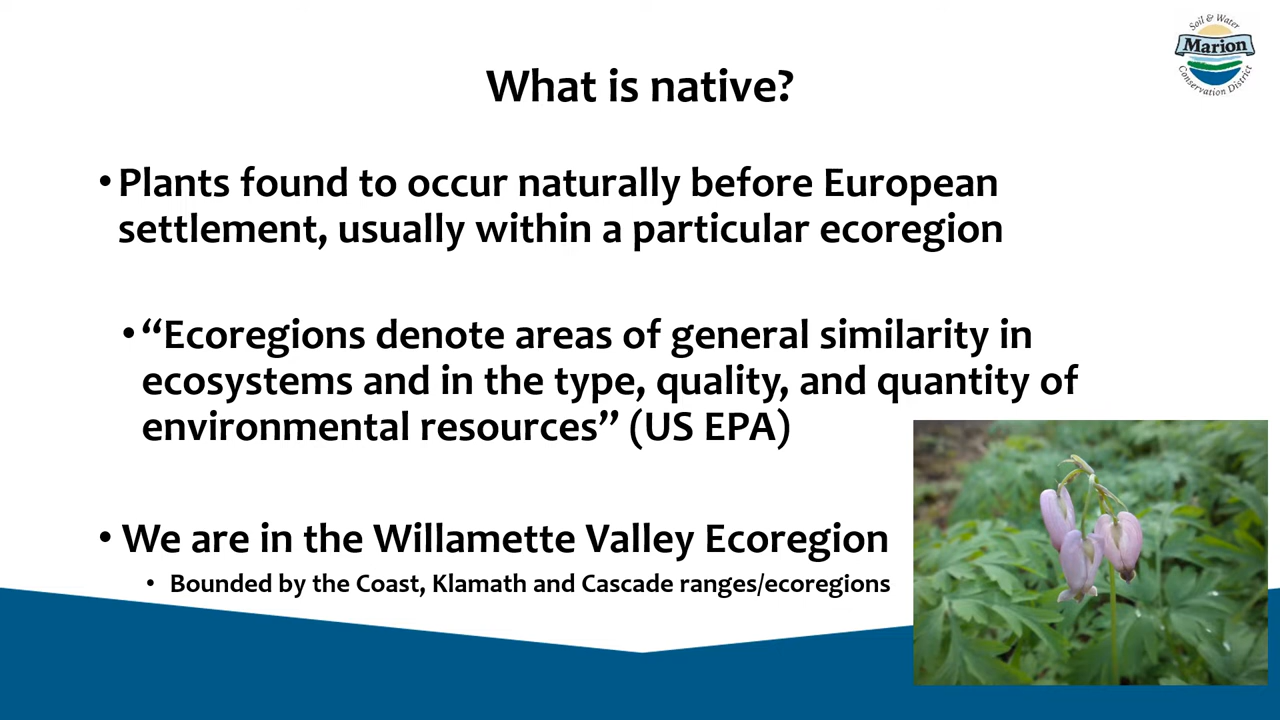 Soil & Water
Marion
Conservation District
What is native?
•Plants found to occur naturally before European
settlement, usually within a particular ecoregion
•“Ecoregions denote areas of general similarity in
ecosystems and in the type, quality, and quantity of
environmental resources” (US EPA)
• We are in the Willamette Valley Ecoregion
• Bounded by the Coast, Klamath and Cascade ranges/ecoregions